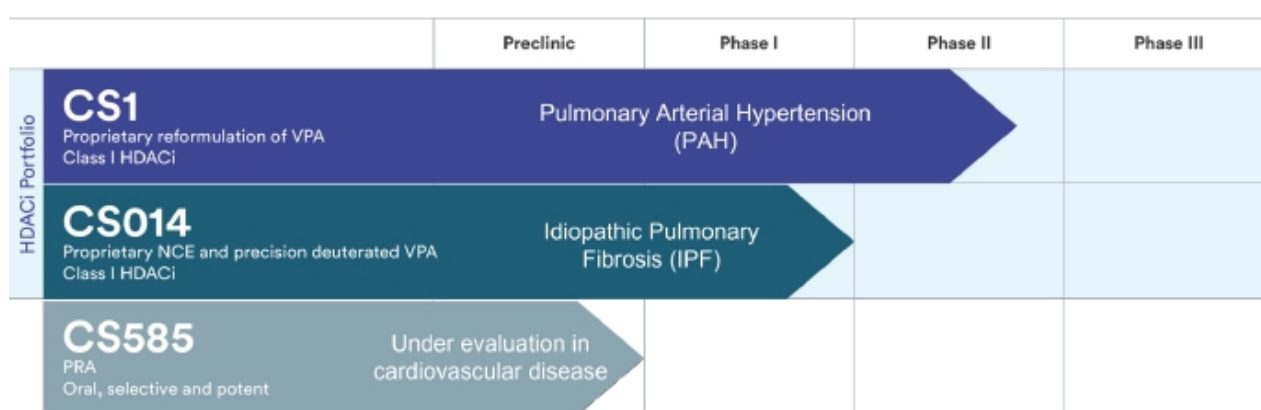 Preclinic Phase I Phase II Phase III
HDACi Portfolio
CS1
Proprietary reformulation of VPA
Class I HDACi
Pulmonary Arterial Hypertension
(PAH)
CS014
Proprietary NCE and precision deuterated VPA
Class I HDACi
Idiopathic Pulmonary
Fibrosis (IPF)
CS585
PRA
Oral, selective and potent
Under evaluation in
cardiovascular disease